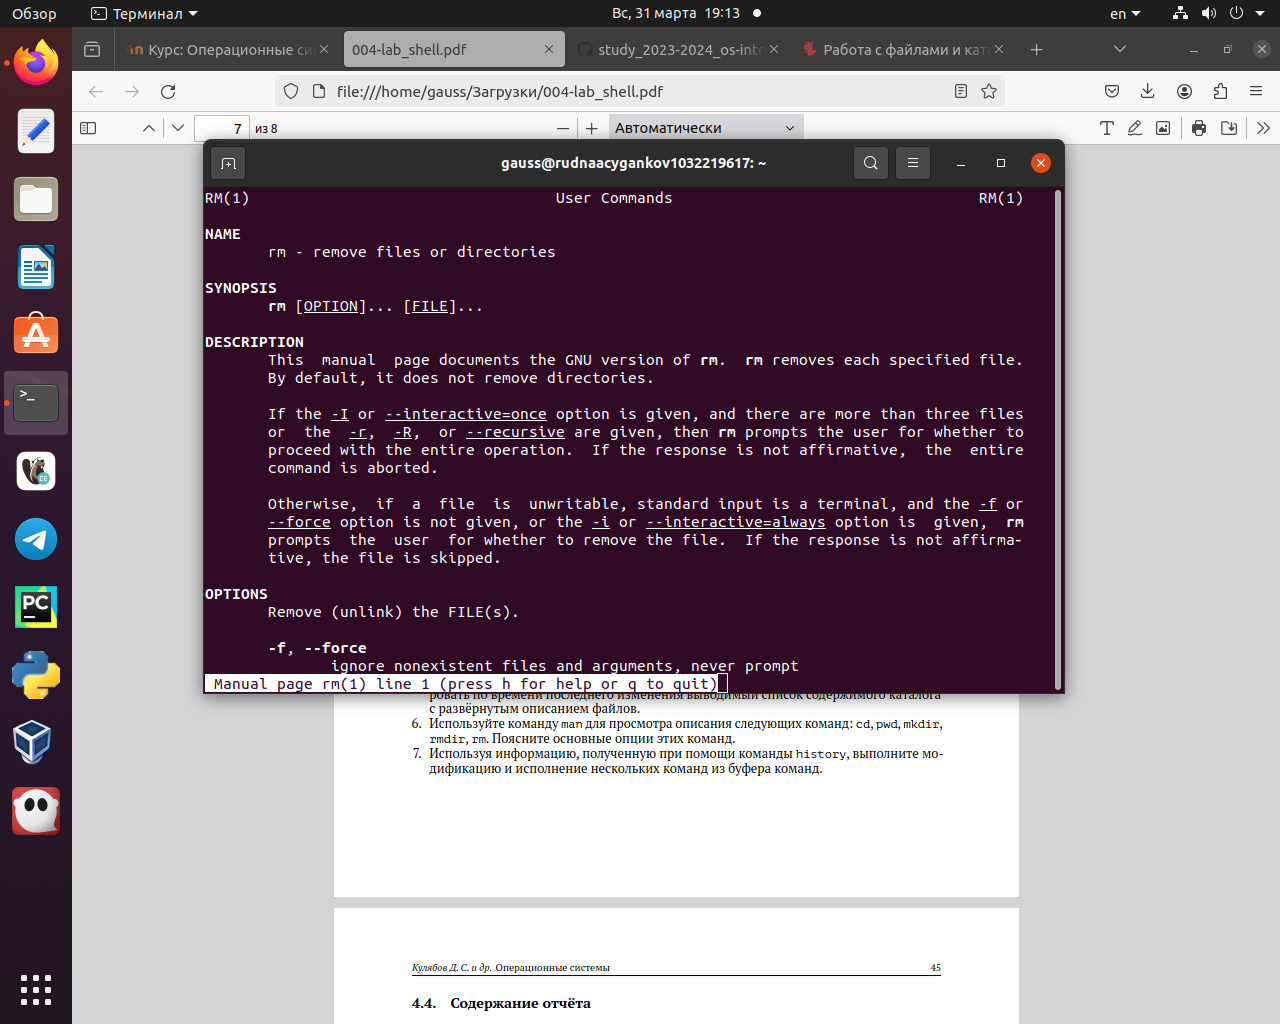 Обзор
Терминал
Вс, 31 марта 19:13
en
Курс: Операционные си
004-lab_shell.pdf
study_2023-2024_os-intr
Работа с файлами и кат
file:///home/gauss/Загрузки/004-lab_shell.pdf
7 из 8
Автоматически
gauss@rudnaacygankov1032219617: ~
RM(1) User Commands RM(1)
NAME
rm - remove files or directories
SYNOPSIS
rm [OPTION]... [FILE]...
DESCRIPTION
This manual page documents the GNU version of rm. rm removes each specified file.
By default, it does not remove directories.
If the -I or --interactive=once option is given, and there are more than three files
or the -r, -R, or --recursive are given, then rm prompts the user for whether to
proceed with the entire operation. If the response is not affirmative, the entire
command is aborted.
Otherwise, if a file is unwritable, standard input is a terminal, and the -f or
--force option is not given, or the -i or --interactive=always option is given, rm
prompts the user for whether to remove the file. If the response is not affirma-
tive, the file is skipped.
OPTIONS
Remove (unlink) the FILE(s).
-f, --force
ignore nonexistent files and arguments, never prompt
Manual page rm(1) line 1 (press h for help or q to quit)
ровать по времени последнего изменения выводимый список содержимого каталога
с развёрнутым описанием файлов.
6. Используйте команду man для просмотра описания следующих команд: cd, pwd, mkdir,
rmdir, rm. Поясните основные опции этих команд.
7. Используя информацию, полученную при помощи команды history, выполните мо-
дификацию и исполнение нескольких команд из буфера команд.
Кулябов Д. С. и др. Операционные системы 45
4.4. Содержание отчёта
>_
CE
PC